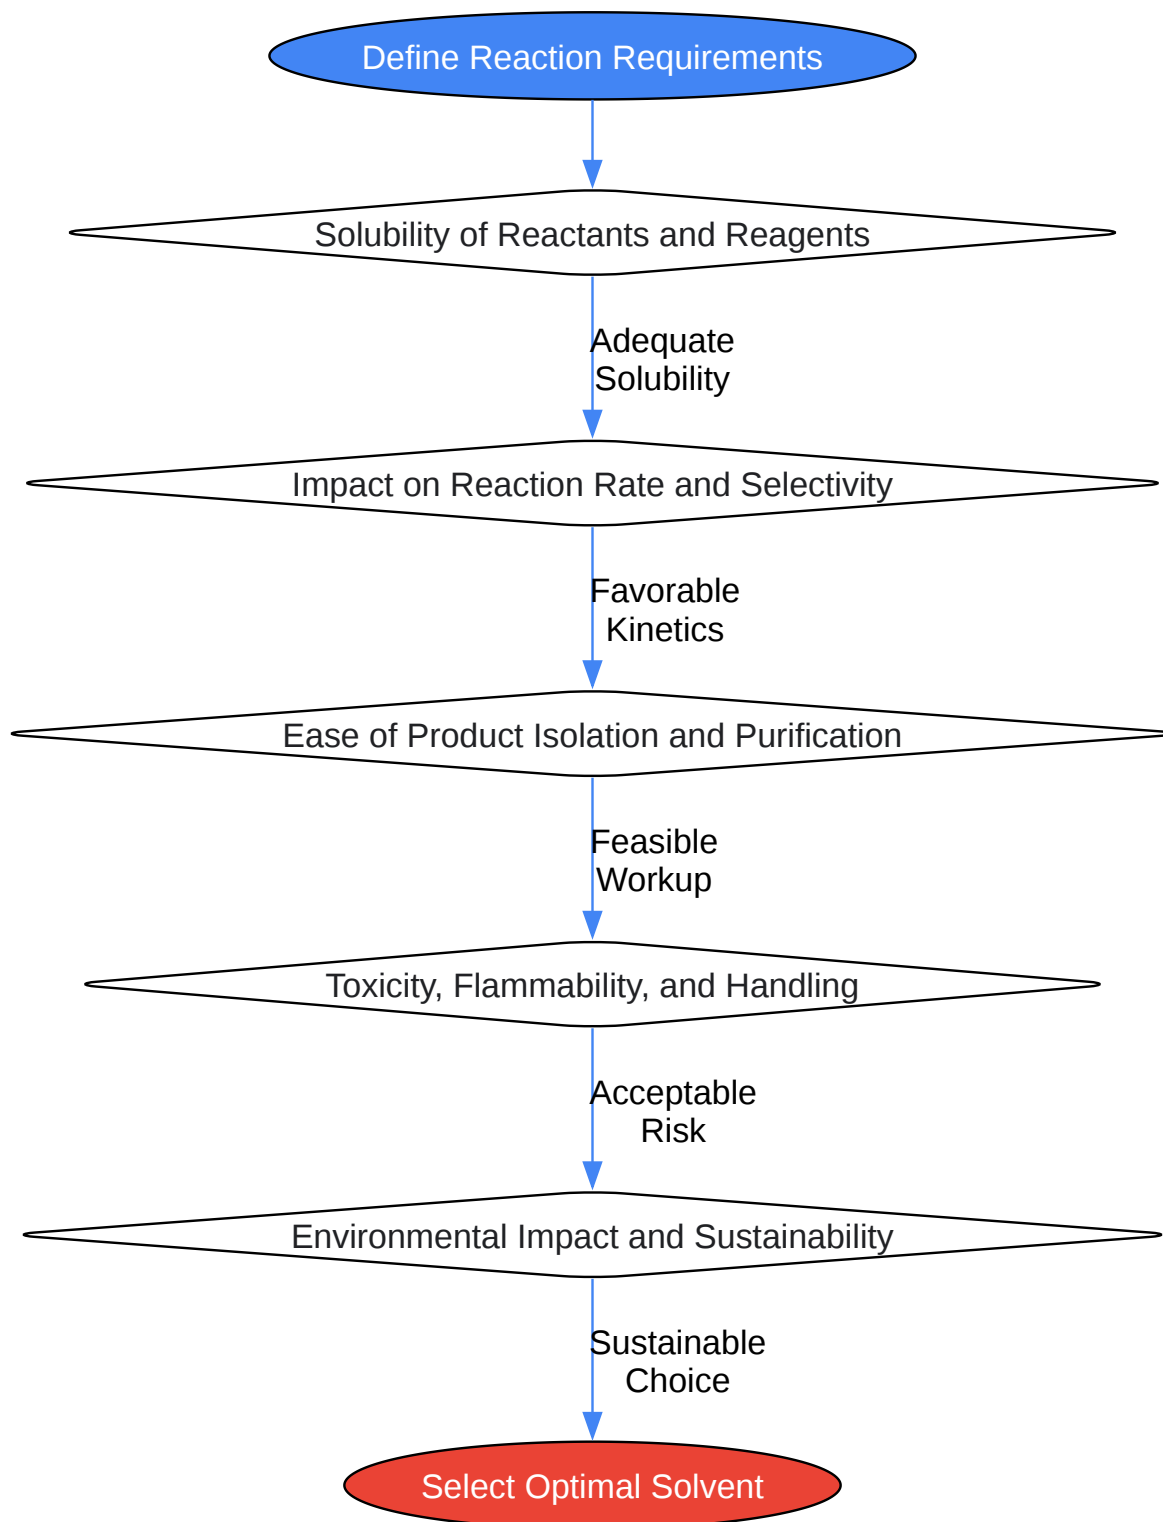 Define Reaction Requirements
Solubility of Reactants and Reagents
Adequate
Solubility
Impact on Reaction Rate and Selectivity
Favorable
Kinetics
Ease of Product Isolation and Purification
Feasible
Workup
Toxicity, Flammability, and Handling
Acceptable
Risk
Environmental Impact and Sustainability
Sustainable
Choice
Select Optimal Solvent